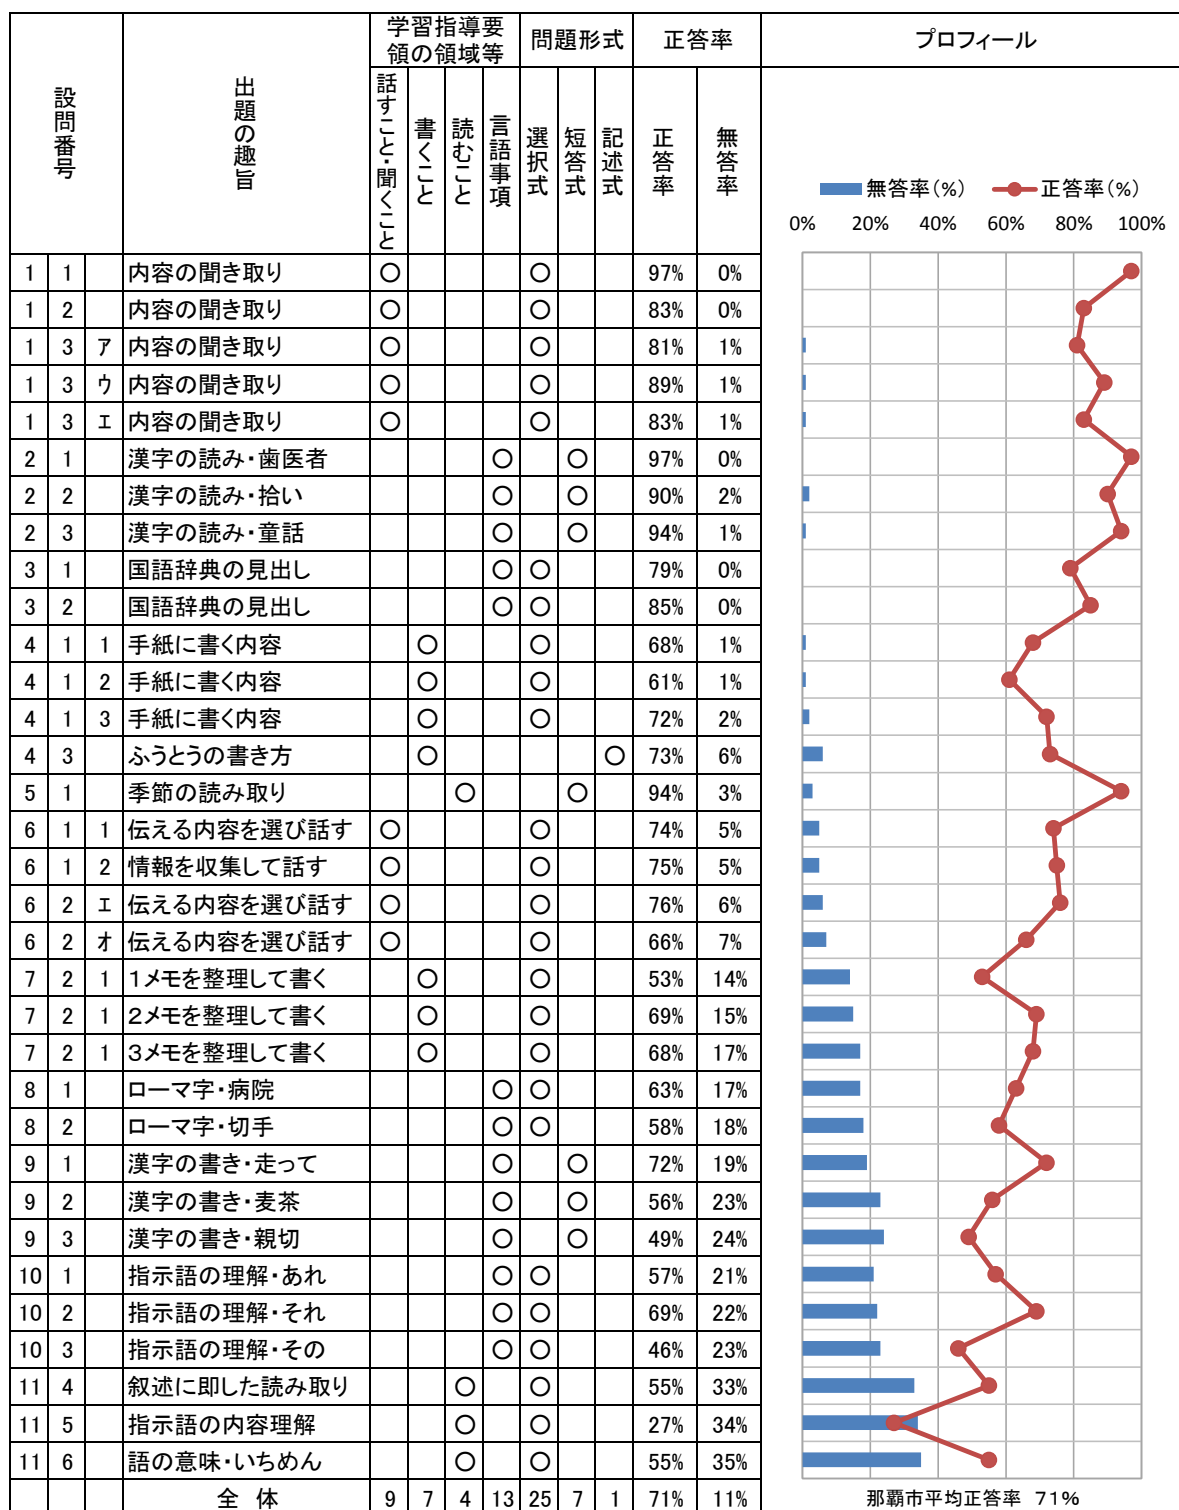 設問番号 出題の趣旨 学習指導要領の領域等 問題形式 正答率 プロフィール
話すこと・聞くこと 書くこと 読むこと 言語事項 選択式 短答式 記述式 正答率 無答率
無答率(%) 正答率(%)
0% 20% 40% 60% 80% 100%
1 1 内容の聞き取り ○ ○ 97% 0%
1 2 内容の聞き取り ○ ○ 83% 0%
1 3 ア 内容の聞き取り ○ ○ 81% 1%
1 3 ウ 内容の聞き取り ○ ○ 89% 1%
1 3 エ 内容の聞き取り ○ ○ 83% 1%
2 1 漢字の読み・歯医者 ○ ○ 97% 0%
2 2 漢字の読み・拾い ○ ○ 90% 2%
2 3 漢字の読み・童話 ○ ○ 94% 1%
3 1 国語辞典の見出し ○ ○ 79% 0%
3 2 国語辞典の見出し ○ ○ 85% 0%
4 1 1 手紙に書く内容 ○ ○ 68% 1%
4 1 2 手紙に書く内容 ○ ○ 61% 1%
4 1 3 手紙に書く内容 ○ ○ 72% 2%
4 3 ふうとうの書き方 ○ ○ 73% 6%
5 1 季節の読み取り ○ ○ 94% 3%
6 1 1 伝える内容を選び話す ○ ○ 74% 5%
6 1 2 情報を収集して話す ○ ○ 75% 5%
6 2 エ 伝える内容を選び話す ○ ○ 76% 6%
6 2 オ 伝える内容を選び話す ○ ○ 66% 7%
7 2 1 1メモを整理して書く ○ ○ 53% 14%
7 2 1 2メモを整理して書く ○ ○ 69% 15%
7 2 1 3メモを整理して書く ○ ○ 68% 17%
8 1 ローマ字・病院 ○ ○ 63% 17%
8 2 ローマ字・切手 ○ ○ 58% 18%
9 1 漢字の書き・走って ○ ○ 72% 19%
9 2 漢字の書き・麦茶 ○ ○ 56% 23%
9 3 漢字の書き・親切 ○ ○ 49% 24%
10 1 指示語の理解・あれ ○ ○ 57% 21%
10 2 指示語の理解・それ ○ ○ 69% 22%
10 3 指示語の理解・その ○ ○ 46% 23%
11 4 叙述に即した読み取り ○ ○ 55% 33%
11 5 指示語の内容理解 ○ ○ 27% 34%
11 6 語の意味・いちめん ○ ○ 55% 35%
全 体 9 7 4 13 25 7 1 71% 11% 那覇市平均正答率 71%